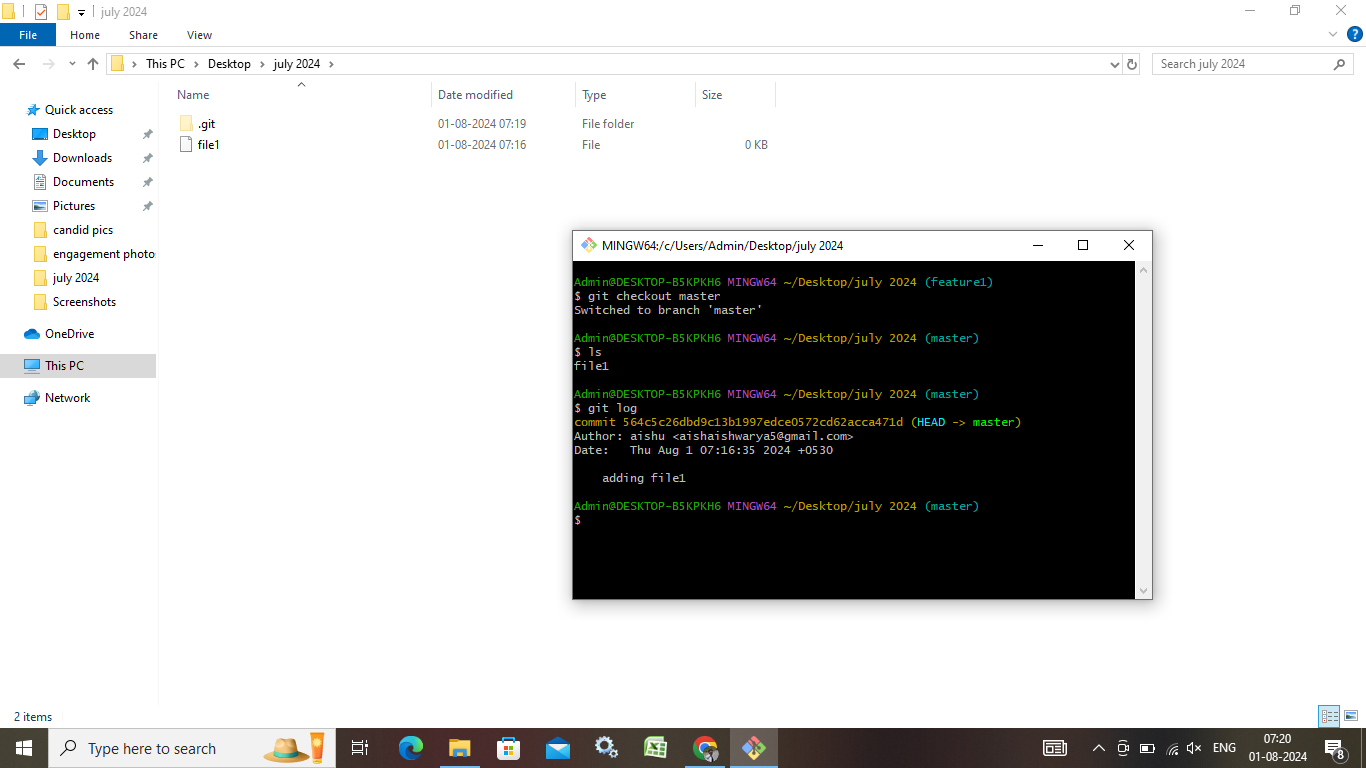 july 2024
File Home Share View
This PC Desktop july 2024
Search july 2024
Name Date modified Type Size
Quick access
Desktop
Downloads
Documents
Pictures
candid pics
engagement photo
july 2024
Screenshots
OneDrive
This PC
Network
.git 01-08-2024 07:19 File folder
file1 01-08-2024 07:16 File 0 KB
MINGW64:/c/Users/Admin/Desktop/july 2024
Admin@DESKTOP-B5KPKH6 MINGW64 ~/Desktop/july 2024 (feature1)
$ git checkout master
Switched to branch 'master'
Admin@DESKTOP-B5KPKH6 MINGW64 ~/Desktop/july 2024 (master)
$ ls
file1
Admin@DESKTOP-B5KPKH6 MINGW64 ~/Desktop/july 2024 (master)
$ git log
commit 564c5c26dbd9c13b1997edce0572cd62acca471d (HEAD -> master)
Author: aishu <aishaishwarya5@gmail.com>
Date:   Thu Aug 1 07:16:35 2024 +0530
adding file1
Admin@DESKTOP-B5KPKH6 MINGW64 ~/Desktop/july 2024 (master)
$
2 items
Type here to search
ENG
07:20
01-08-2024
8